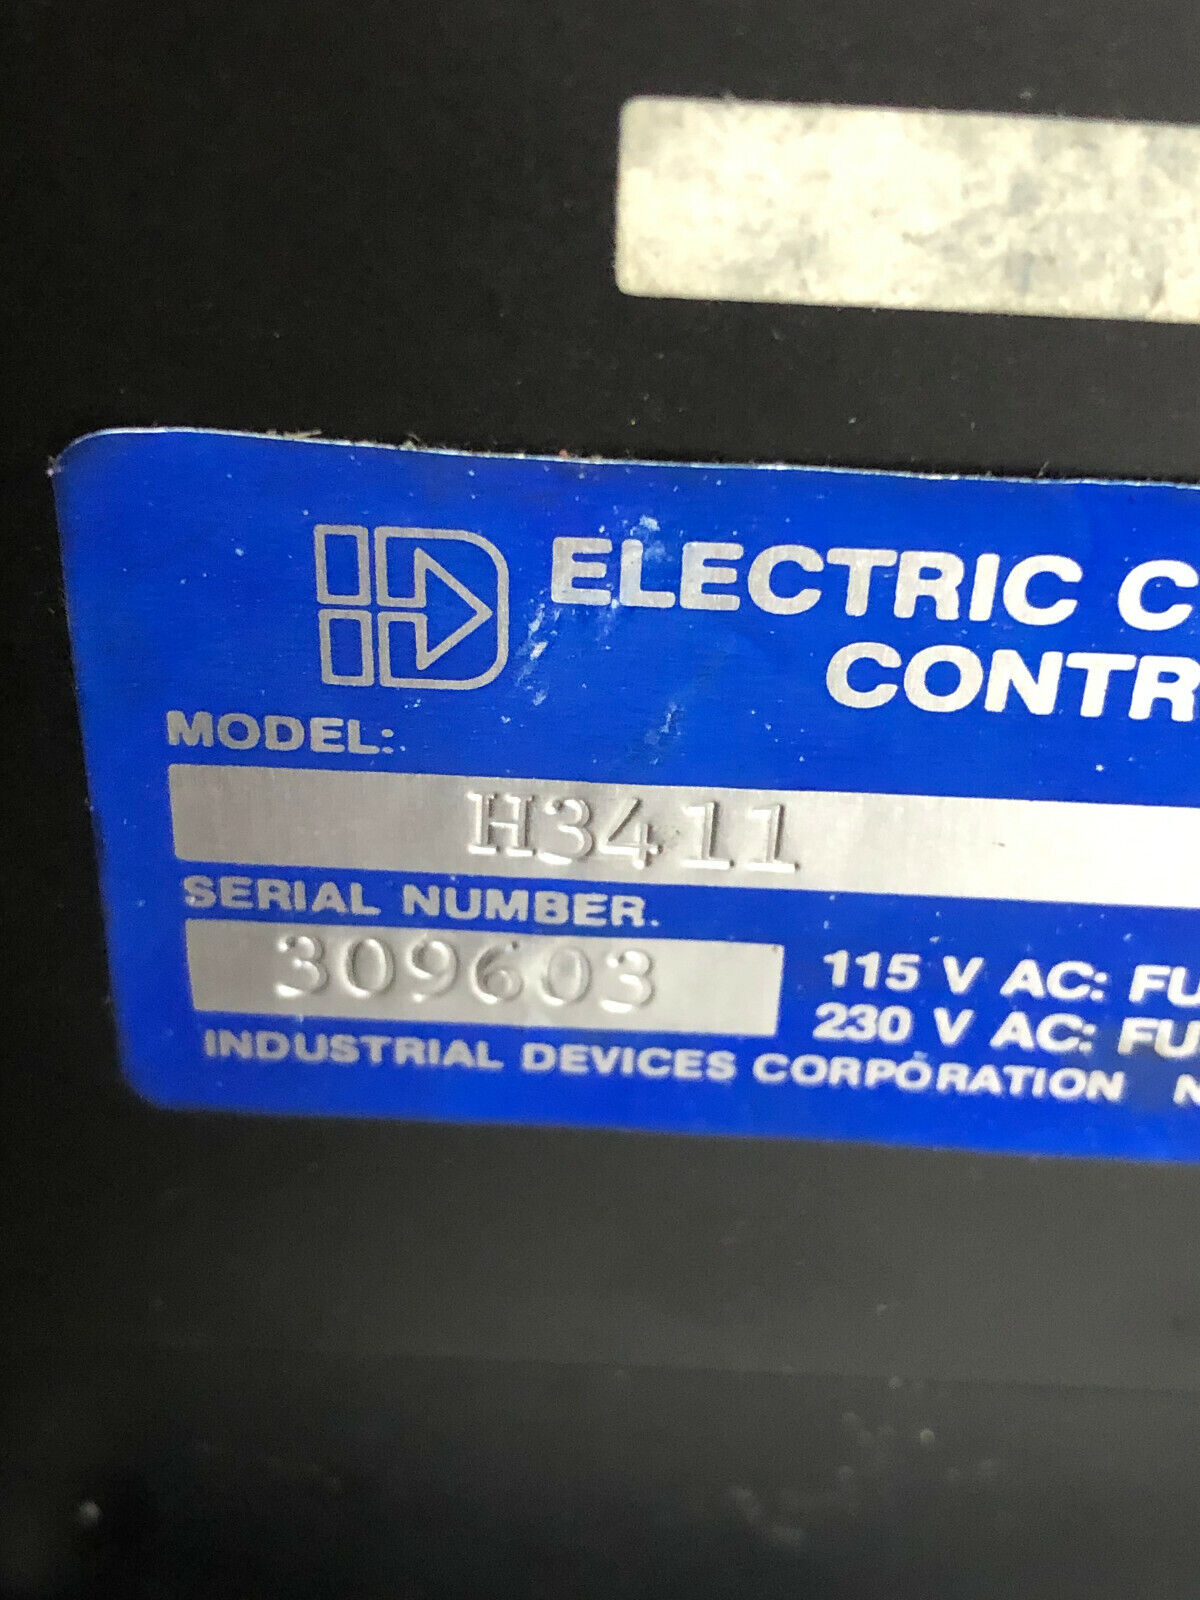 ELECTRIC C
CONTR
MODEL:
H3411
SERIAL NUMBER.
309603
115 V AC: FU
230 V AC: FU
INDUSTRIAL DEVICES CORPORATION N